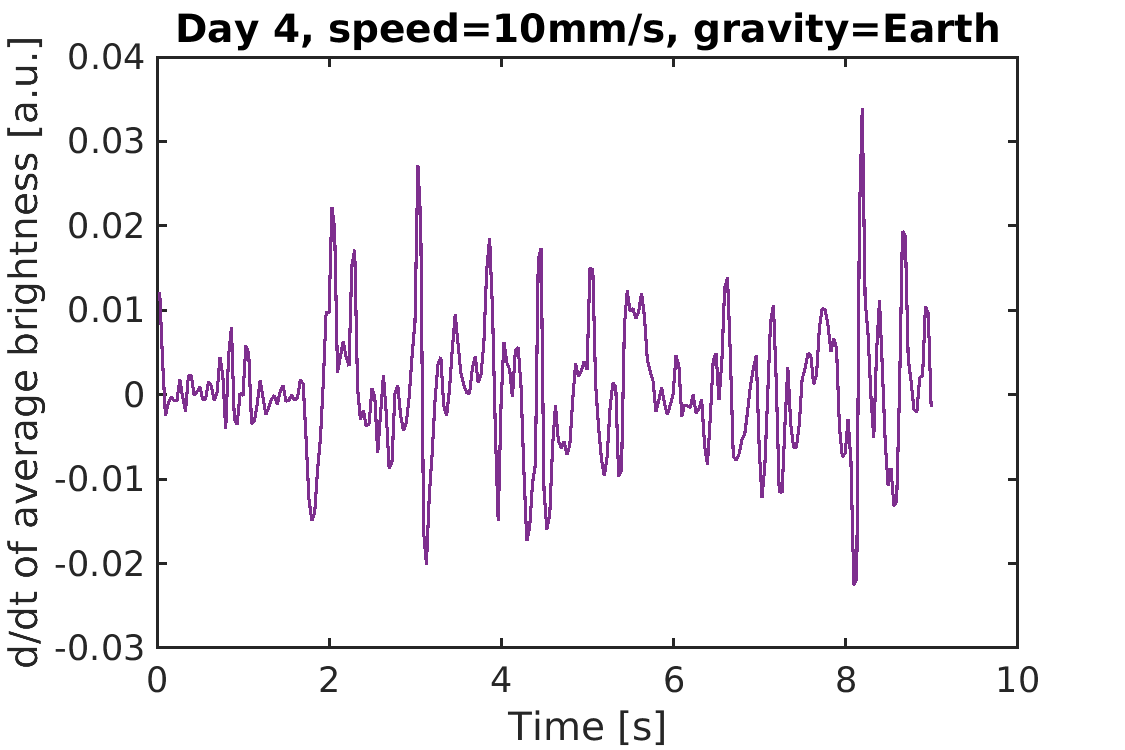 Day 4, speed=10mm/s, gravity=Earth
d/dt of average brightness [a.u.]
0.04
0.03
0.02
0.01
0
-0.01
-0.02
-0.03
0 2 4 6 8 10
Time [s]